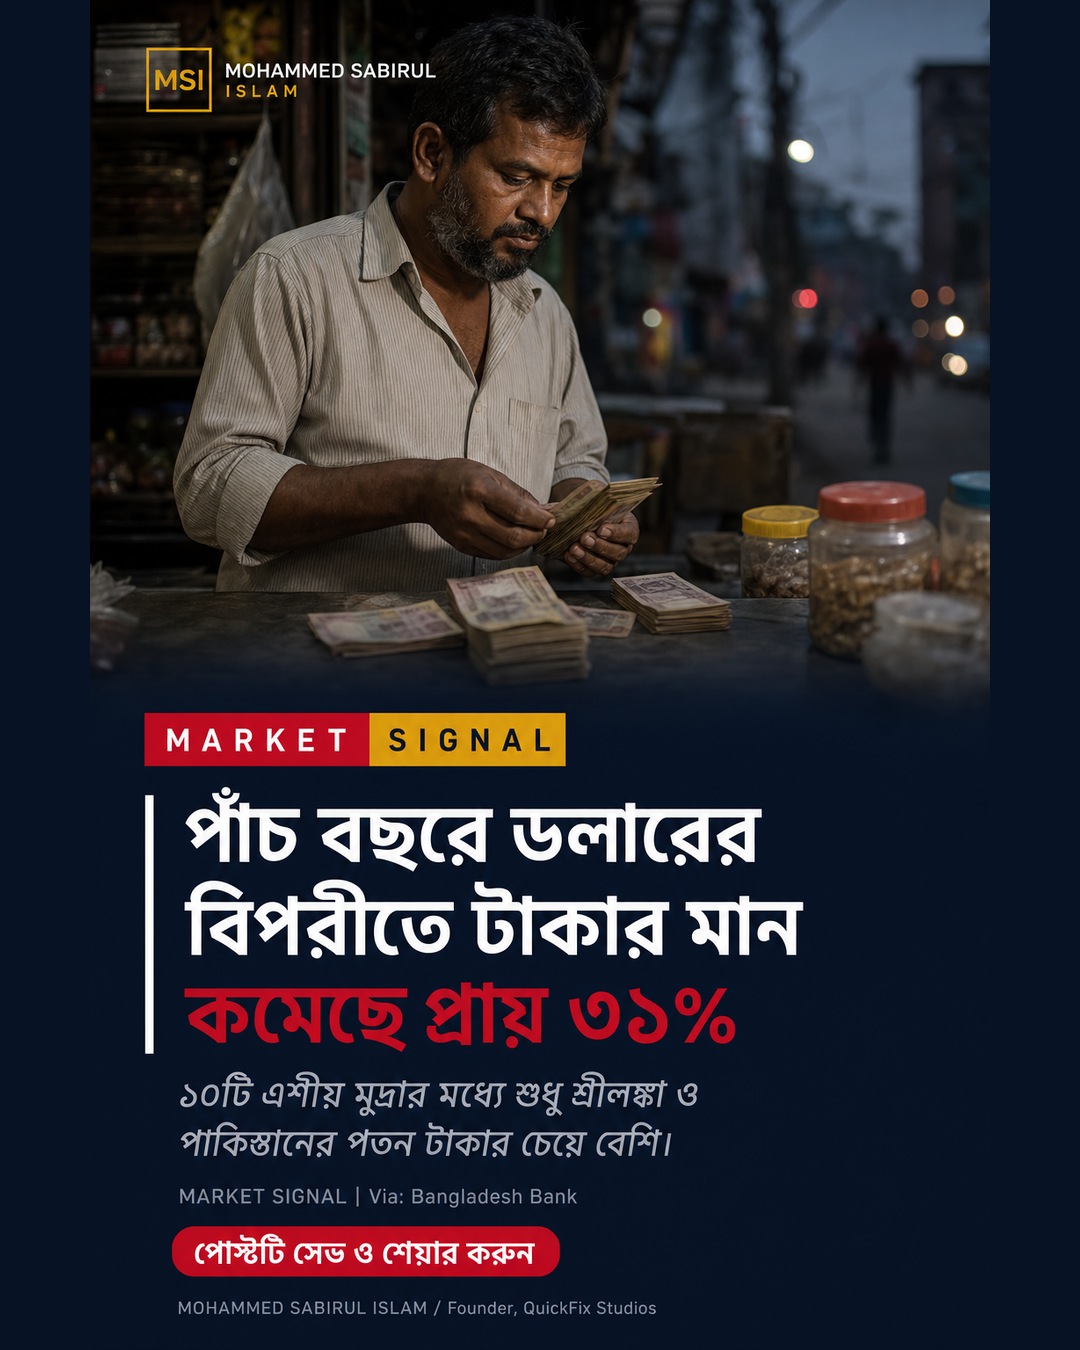 MSI
MOHAMMED SABIRUL
ISLAM
MARKET SIGNAL
পাঁচ বছরে ডলারের
বিপরীতে টাকার মান
কমেছে প্রায় ৩১%
১০টি এশীয় মুদ্রার মধ্যে শুধু শ্রীলঙ্কা ও
পাকিস্তানের পতন টাকার চেয়ে বেশি।
MARKET SIGNAL | Via: Bangladesh Bank
পোস্টটি সেভ ও শেয়ার করুন
MOHAMMED SABIRUL ISLAM / Founder, QuickFix Studios